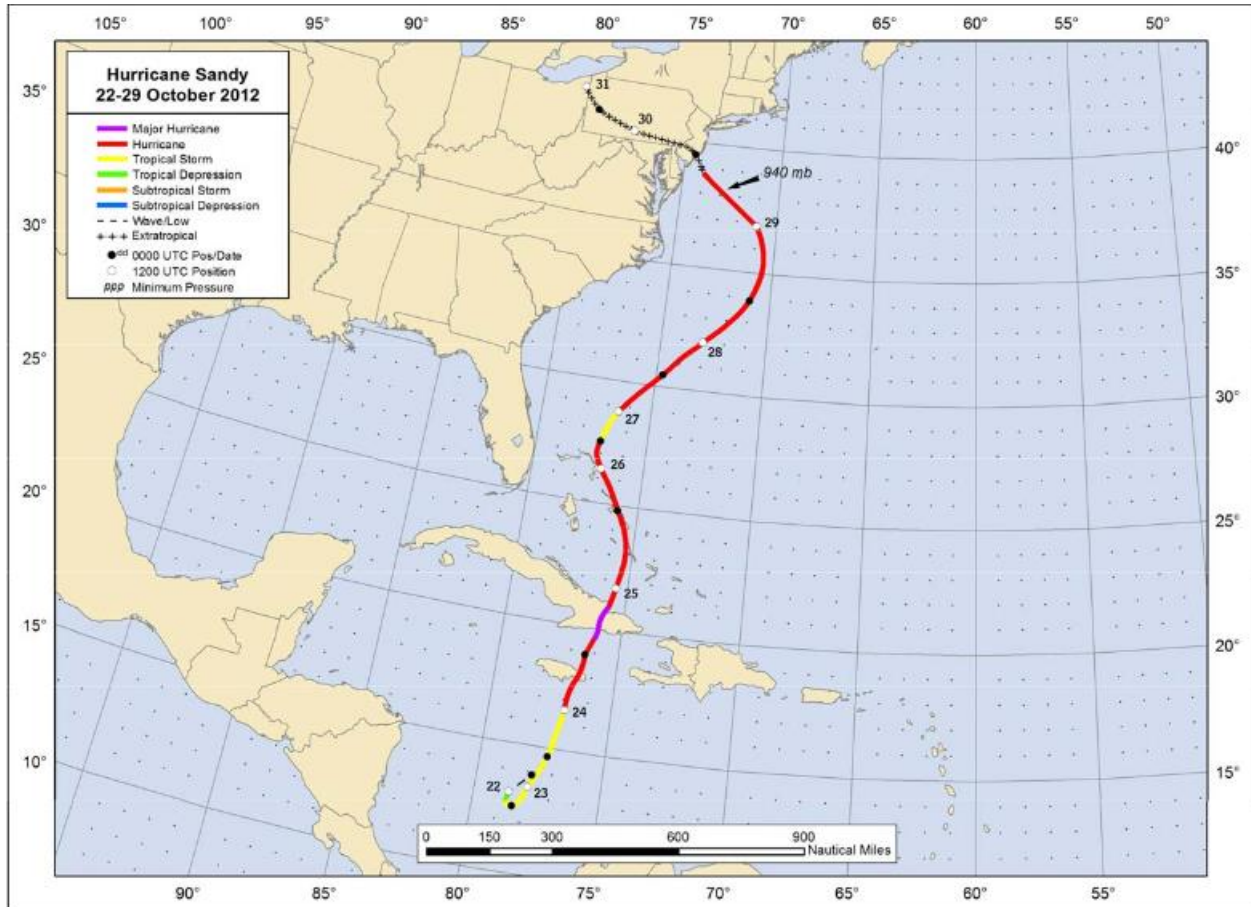 105° 100° 95° 90° 85° 80° 75° 70° 65° 60° 55° 50°
Hurricane Sandy
22-29 October 2012
Major Hurricane
Hurricane
Tropical Storm
Tropical Depression
Subtropical Storm
Subtropical Depression
Wave/Low
Extratropical
dd 0000 UTC Pos/Date
1200 UTC Position
ppp Minimum Pressure
35°
30°
25°
20°
15°
10°
31
30
940 mb
29
28
27
26
25
24
22
23
40°
35°
30°
25°
20°
15°
0 150 300 600 900
Nautical Miles
90° 85° 80° 75° 70° 65° 60° 55°